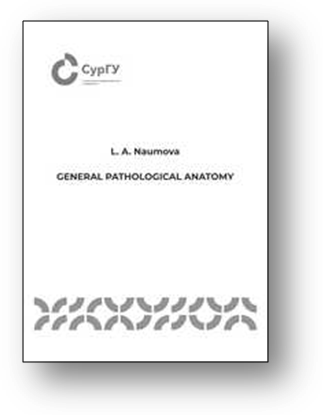 СурГУ
L. A. Naumova
GENERAL PATHOLOGICAL ANATOMY